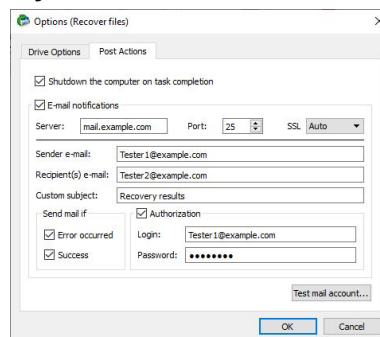 Options (Recover files)
Drive Options Post Actions
Shutdown the computer on task completion
E-mail notifications
Server: mail.example.com Port: 25 SSL Auto
Sender e-mail: Tester1@example.com
Recipient(s) e-mail: Tester2@example.com
Custom subject: Recovery results
Send mail if Authorization
Error occurred Login: Tester1@example.com
Success Password: ●●●●●●●●
Test mail account...
OK Cancel